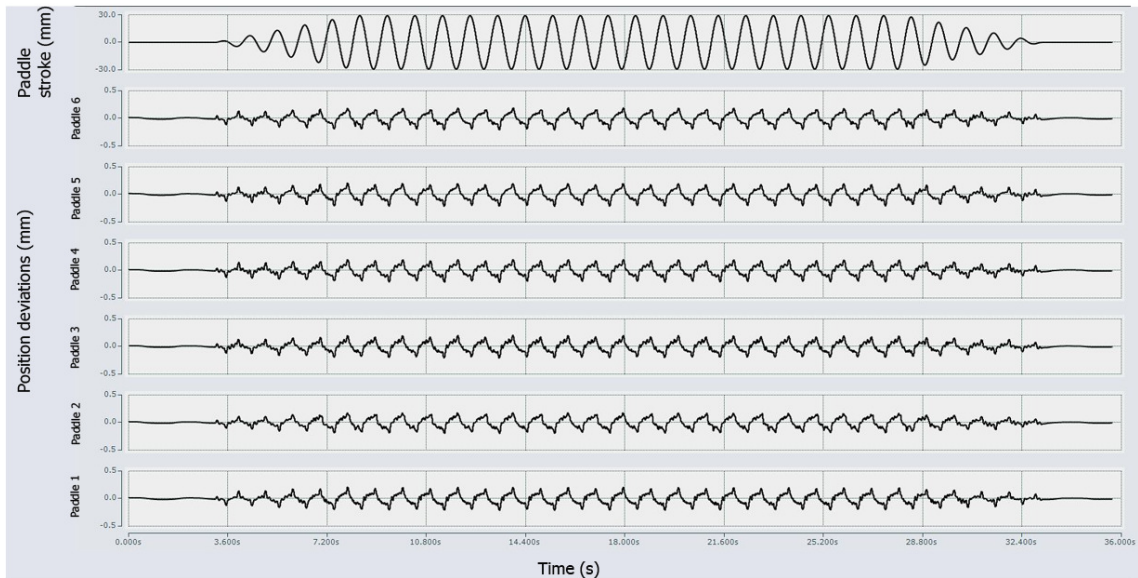 Paddle
stroke (mm)
30.0
0.0
-30.0
Position deviations (mm)
Paddle 6
0.5
0.0
-0.5
Paddle 5
0.5
0.0
-0.5
Paddle 4
0.5
0.0
-0.5
Paddle 3
0.5
0.0
-0.5
Paddle 2
0.5
0.0
-0.5
Paddle 1
0.5
0.0
-0.5
0.000s 3.600s 7.200s 10.800s 14.400s 18.000s 21.600s 25.200s 28.800s 32.400s 36.000s
Time (s)